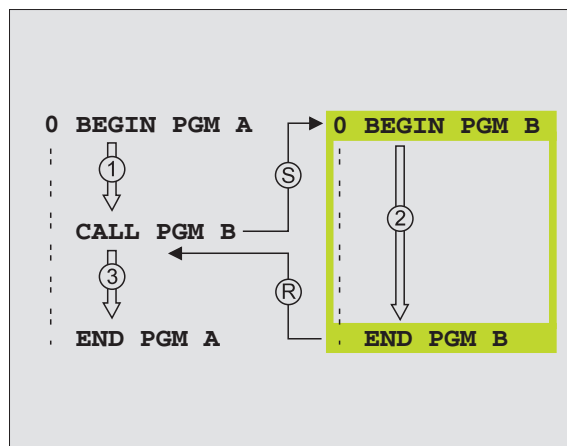 0 BEGIN PGM A
1
S
CALL PGM B
3
R
END PGM A
0 BEGIN PGM B
2
END PGM B